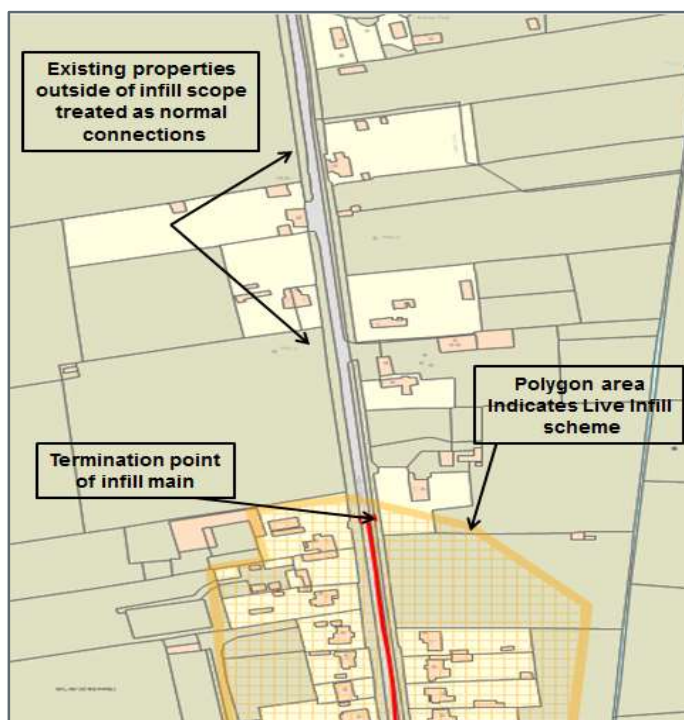 Existing properties
outside of infill scope
treated as normal
connections
Polygon area
Indicates Live Infill
scheme
Termination point
of infill main